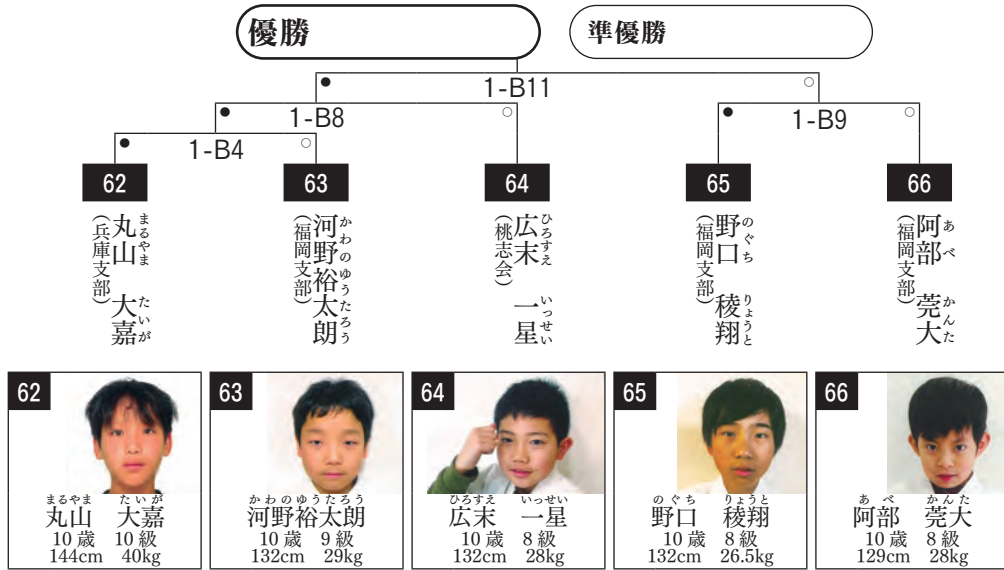 優勝
準優勝
● 1-B11 ○
● 1-B8 ○
● 1-B9 ○
● 1-B4 ○
62
63
64
65
66
まるやま たいが
丸山 大嘉
(兵庫支部)
かわのゆうたろう
河野裕太朗
(福岡支部)
ひろすえ いっせい
広末 一星
(桃志会)
のぐち りょうと
野口 稜翔
(福岡支部)
あべ かんた
阿部 莞大
(福岡支部)
62
まるやま たいが
丸山 大嘉
10歳 10級
144cm 40kg
63
かわのゆうたろう
河野裕太朗
10歳 9級
132cm 29kg
64
ひろすえ いっせい
広末 一星
10歳 8級
132cm 28kg
65
のぐち りょうと
野口 稜翔
10歳 8級
132cm 26.5kg
66
あべ かんた
阿部 莞大
10歳 8級
129cm 28kg